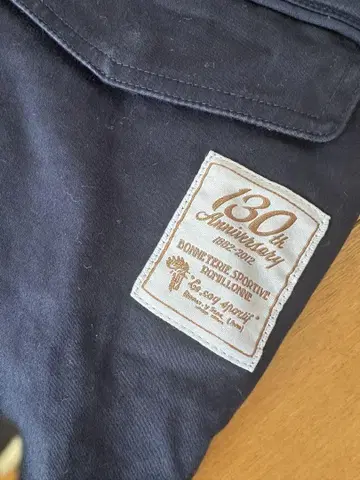 130th
Anniversary
1882-2012
BONNETERIE SPORTIVE
ROMILLONNE
"Le coq sportif"